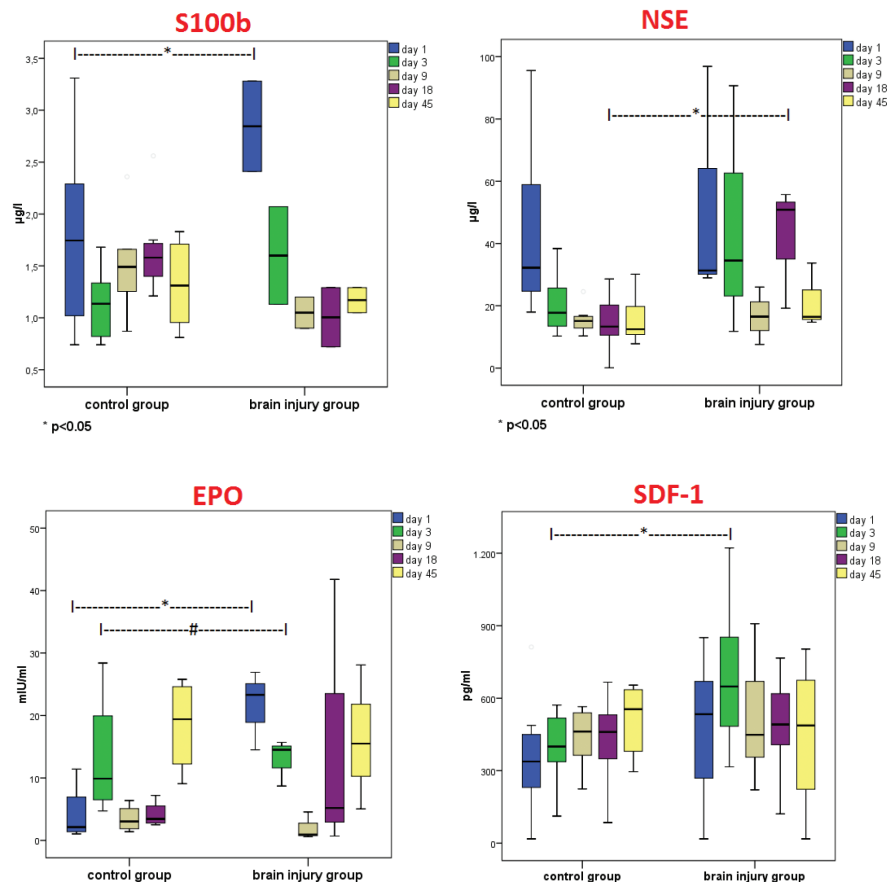 S100b
3,5
3,0
2,5
2,0
1,5
1,0
0,5
µg/l
|---------------*---------------|
day 1
day 3
day 9
day 18
day 45
control group
brain injury group
* p<0.05
NSE
100
80
60
40
20
0
µg/l
|---------------*---------------|
day 1
day 3
day 9
day 18
day 45
control group
brain injury group
* p<0.05
EPO
50
40
30
20
10
0
mIU/ml
|---------------*---------------|
|---------------#---------------|
day 1
day 3
day 9
day 18
day 45
control group
brain injury group
SDF-1
1.200
900
600
300
0
pg/ml
|---------------*---------------|
day 1
day 3
day 9
day 18
day 45
control group
brain injury group